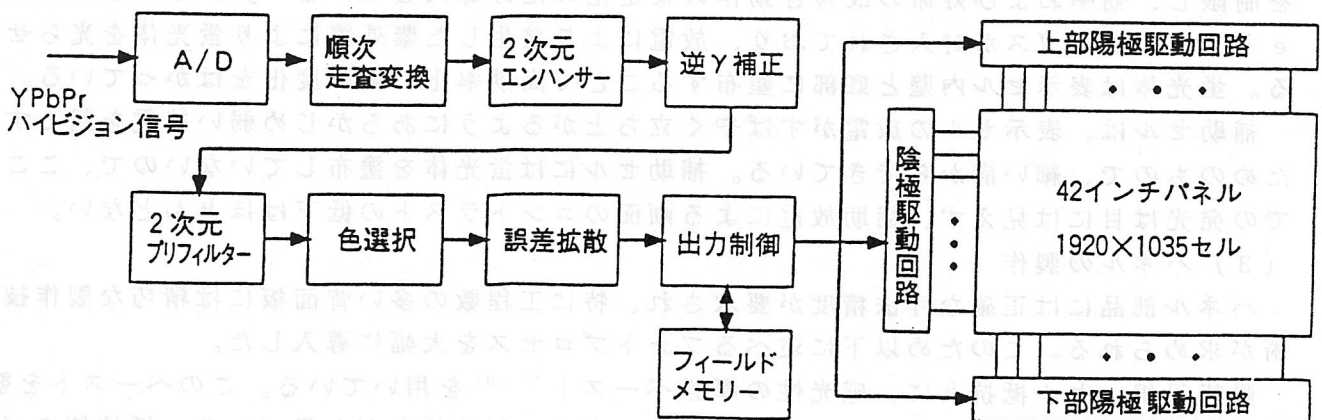 A/D
順次
走査変換
2次元
エンハンサー
逆γ補正
上部陽極駆動回路
YPbPr
ハイビジョン信号
陰極駆動回路
42インチパネル
1920×1035セル
2次元
プリフィルター
色選択
誤差拡散
出力制御
フィールド
メモリー
下部陽極駆動回路